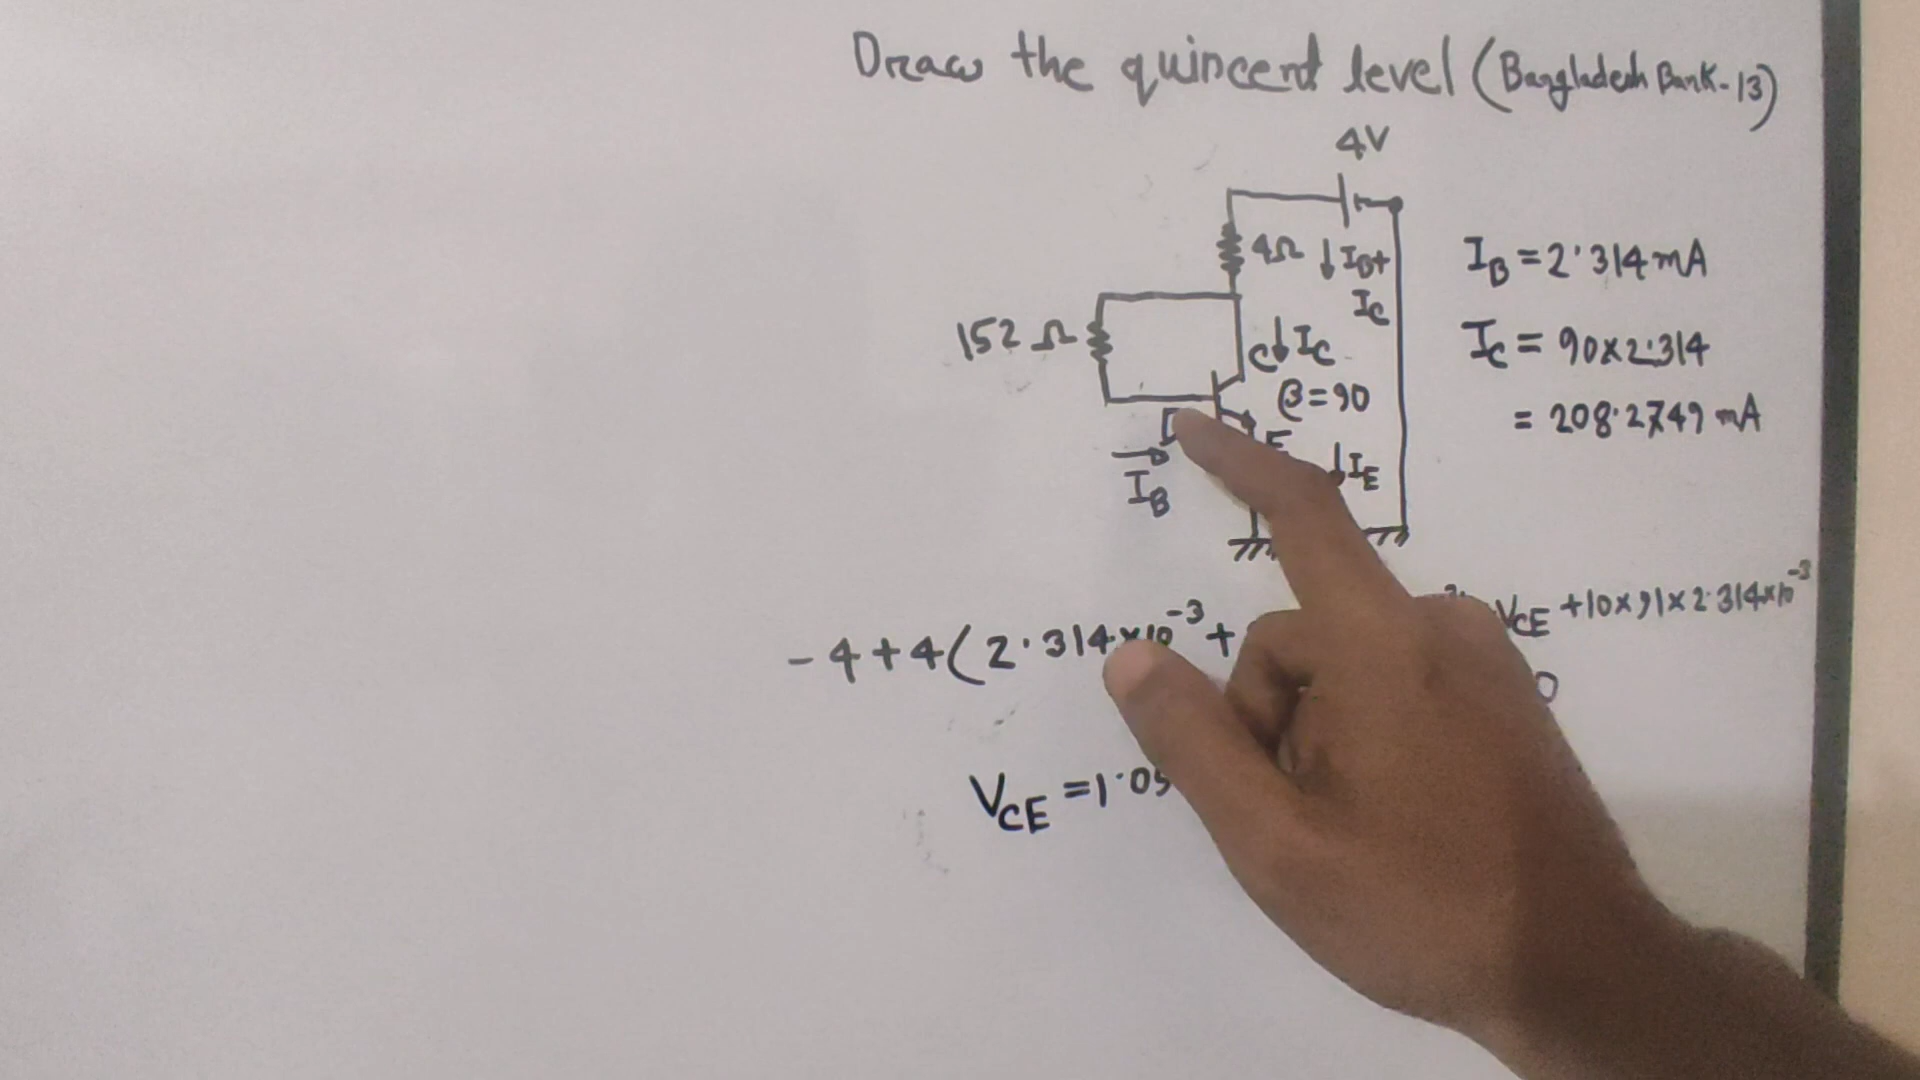 Draw the quincent level (Bangladesh Bank-13)
4V
4Ω ↓ IB+
IC
152 Ω
C ↓ IC
β=90
E
↓IE
IB
IB = 2.314 mA
IC = 90×2.314
= 208.2749 mA
-4+4(2.314×10⁻³+ VCE +10×91×2.314×10⁻³
0
VCE =1.05